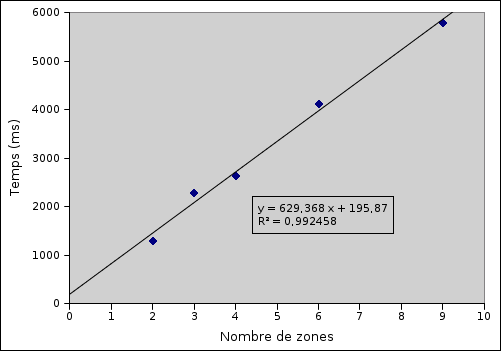 6000
5000
4000
3000
2000
1000
0
Temps (ms)
y = 629,368 x + 195,87
R² = 0,992458
0 1 2 3 4 5 6 7 8 9 10
Nombre de zones